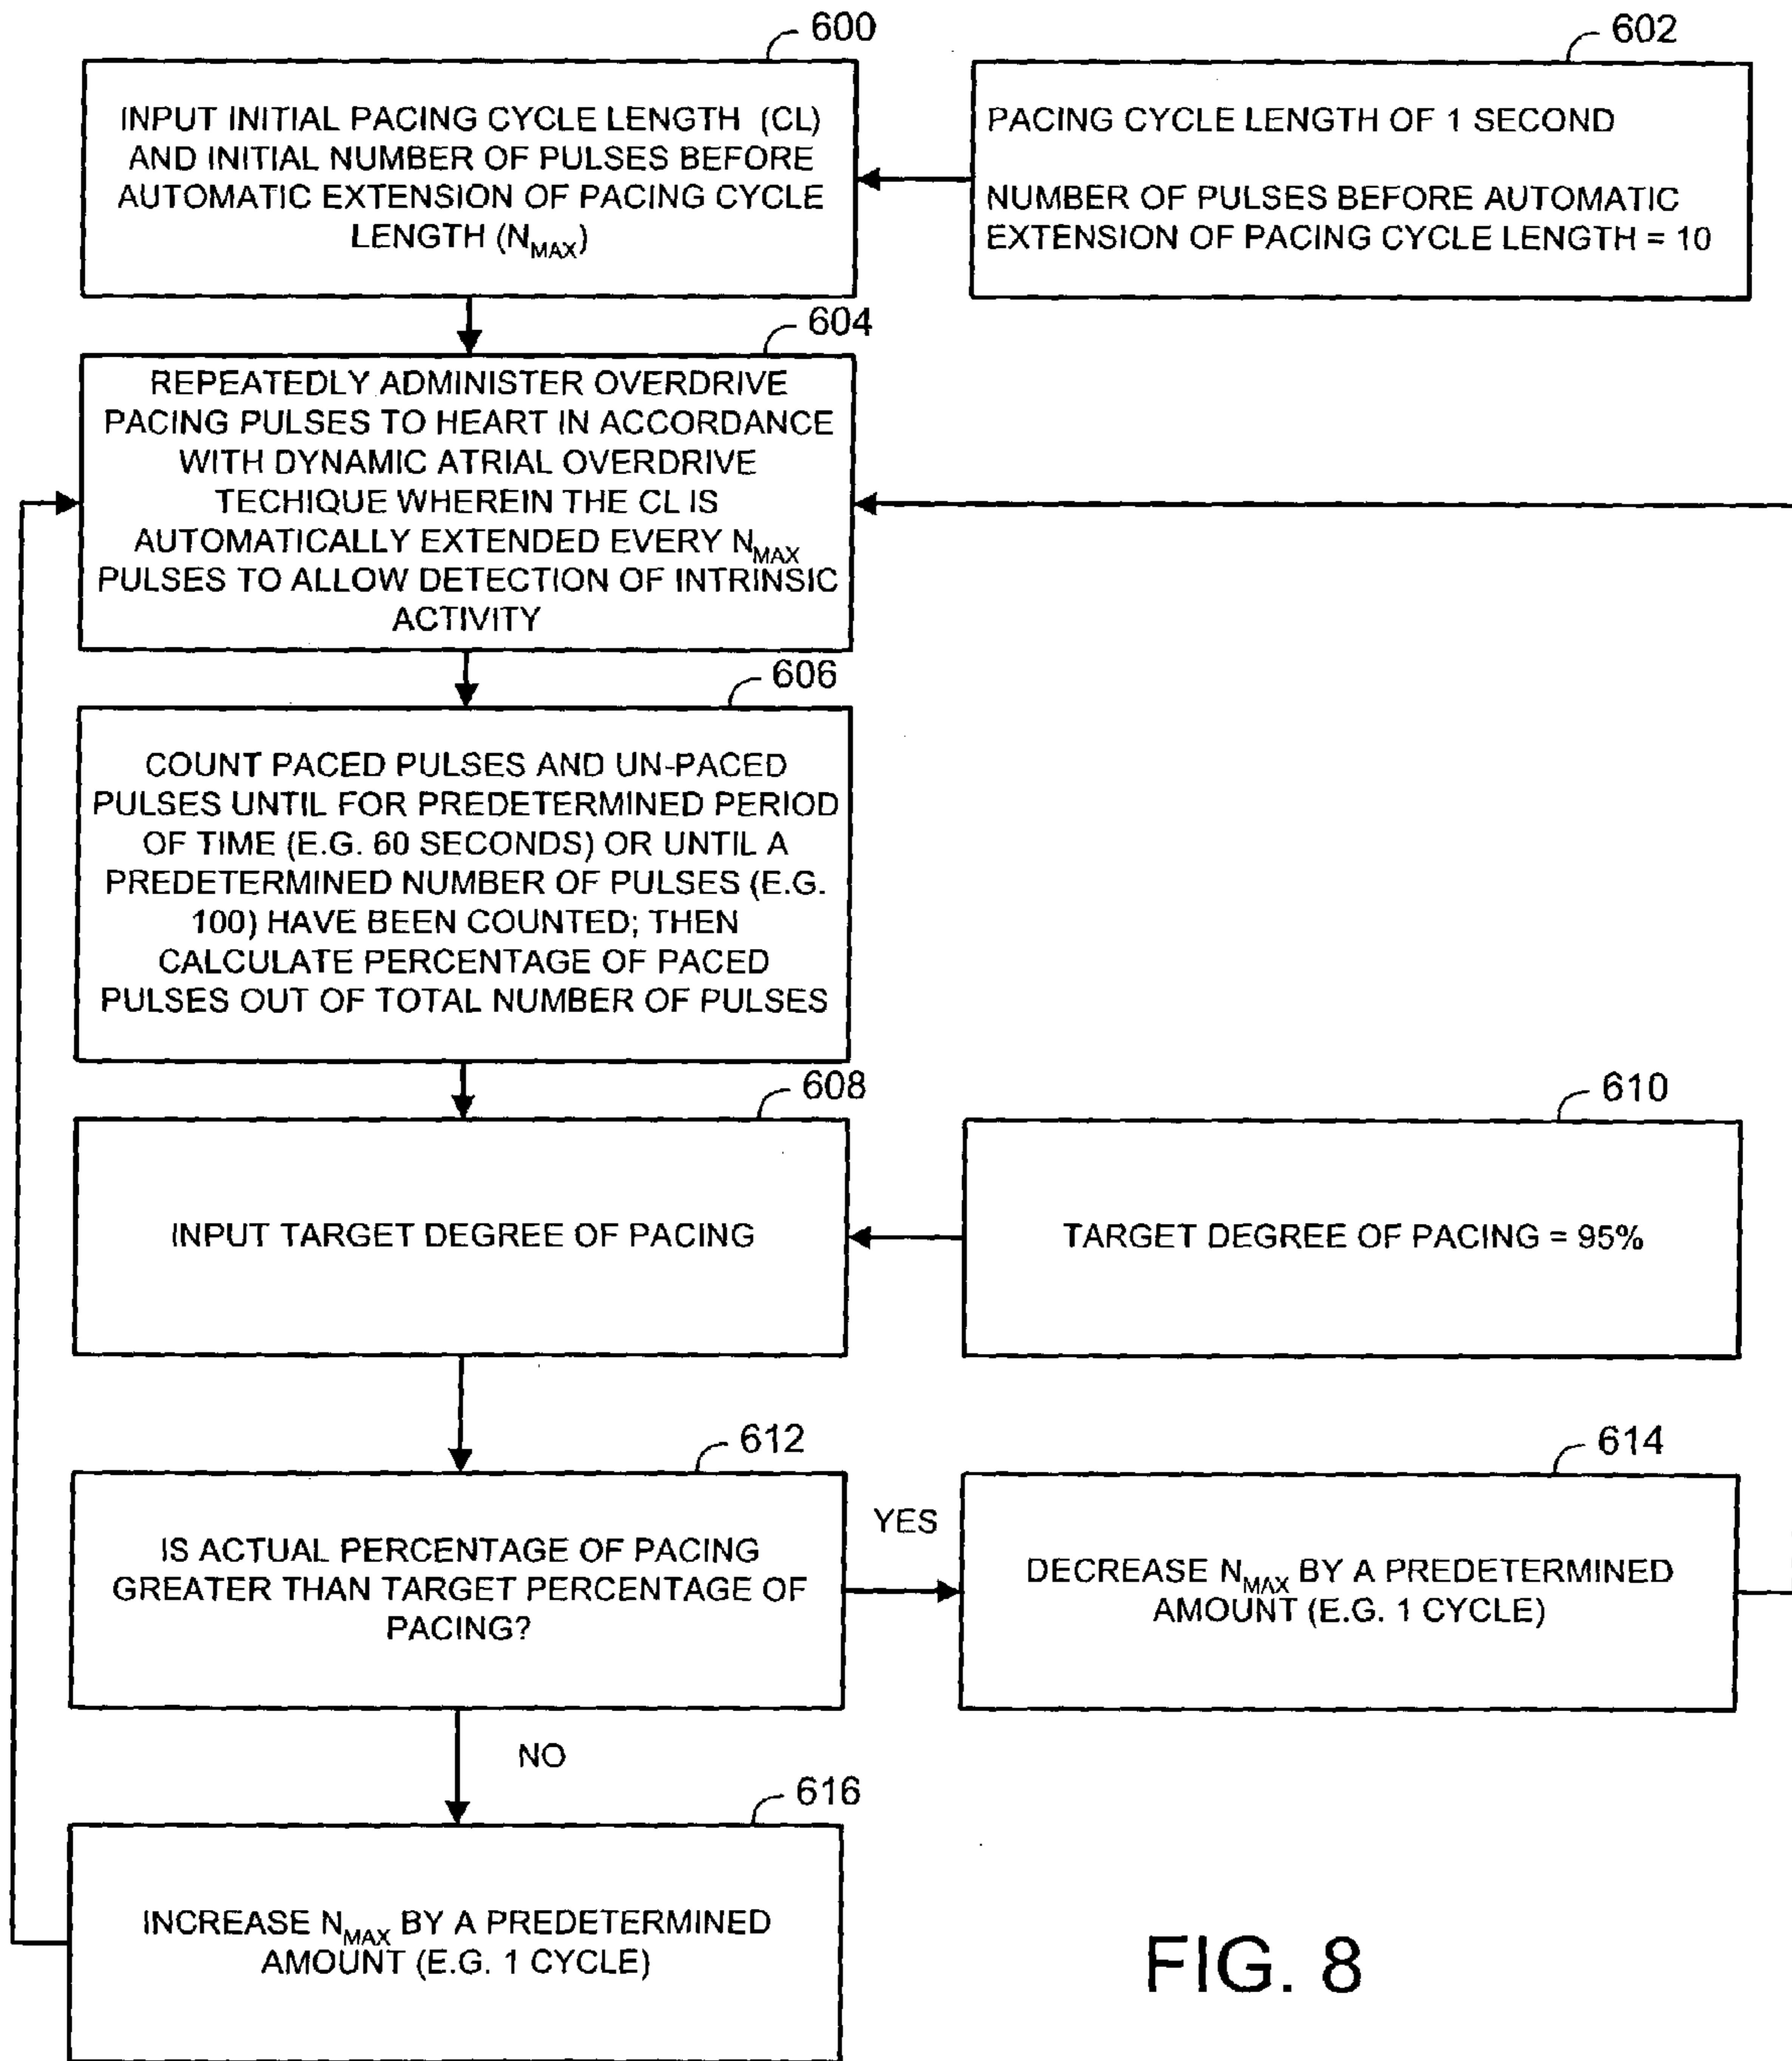 600
INPUT INITIAL PACING CYCLE LENGTH (CL)
AND INITIAL NUMBER OF PULSES BEFORE
AUTOMATIC EXTENSION OF PACING CYCLE
LENGTH (NMAX)
602
PACING CYCLE LENGTH OF 1 SECOND
NUMBER OF PULSES BEFORE AUTOMATIC
EXTENSION OF PACING CYCLE LENGTH = 10
604
REPEATEDLY ADMINISTER OVERDRIVE
PACING PULSES TO HEART IN ACCORDANCE
WITH DYNAMIC ATRIAL OVERDRIVE
TECHIQUE WHEREIN THE CL IS
AUTOMATICALLY EXTENDED EVERY NMAX
PULSES TO ALLOW DETECTION OF INTRINSIC
ACTIVITY
606
COUNT PACED PULSES AND UN-PACED
PULSES UNTIL FOR PREDETERMINED PERIOD
OF TIME (E.G. 60 SECONDS) OR UNTIL A
PREDETERMINED NUMBER OF PULSES (E.G.
100) HAVE BEEN COUNTED; THEN
CALCULATE PERCENTAGE OF PACED
PULSES OUT OF TOTAL NUMBER OF PULSES
608
INPUT TARGET DEGREE OF PACING
610
TARGET DEGREE OF PACING = 95%
612
IS ACTUAL PERCENTAGE OF PACING
GREATER THAN TARGET PERCENTAGE OF
PACING?
YES
614
DECREASE NMAX BY A PREDETERMINED
AMOUNT (E.G. 1 CYCLE)
NO
616
INCREASE NMAX BY A PREDETERMINED
AMOUNT (E.G. 1 CYCLE)
FIG. 8